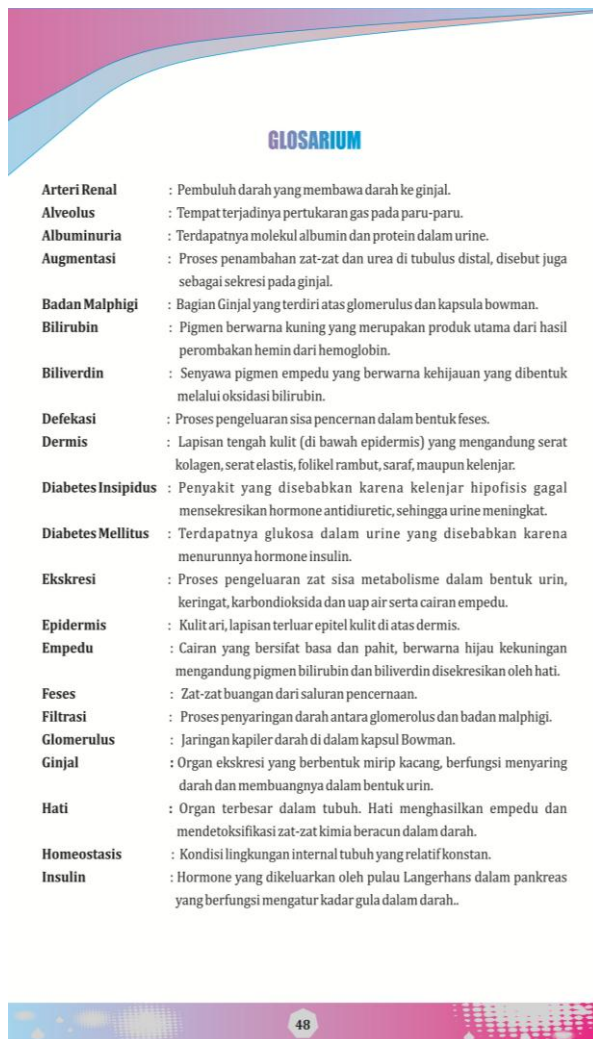 GLOSARIUM
Arteri Renal : Pembuluh darah yang membawa darah ke ginjal.
Alveolus : Tempat terjadinya pertukaran gas pada paru-paru.
Albuminuria : Terdapatnya molekul albumin dan protein dalam urine.
Augmentasi : Proses penambahan zat-zat dan urea di tubulus distal, disebut juga
sebagai sekresi pada ginjal.
Badan Malphigi : Bagian Ginjal yang terdiri atas glomerulus dan kapsula bowman.
Bilirubin : Pigmen berwarna kuning yang merupakan produk utama dari hasil
perombakan hemin dari hemoglobin.
Biliverdin : Senyawa pigmen empedu yang berwarna kehijauan yang dibentuk
melalui oksidasi bilirubin.
Defekasi : Proses pengeluaran sisa pencernan dalam bentuk feses.
Dermis : Lapisan tengah kulit (di bawah epidermis) yang mengandung serat
kolagen, serat elastis, folikel rambut, saraf, maupun kelenjar.
Diabetes Insipidus : Penyakit yang disebabkan karena kelenjar hipofisis gagal
mensekresikan hormone antidiuretic, sehingga urine meningkat.
Diabetes Mellitus : Terdapatnya glukosa dalam urine yang disebabkan karena
menurunnya hormone insulin.
Ekskresi : Proses pengeluaran zat sisa metabolisme dalam bentuk urin,
keringat, karbondioksida dan uap air serta cairan empedu.
Epidermis : Kulit ari, lapisan terluar epitel kulit di atas dermis.
Empedu : Cairan yang bersifat basa dan pahit, berwarna hijau kekuningan
mengandung pigmen bilirubin dan biliverdin disekresikan oleh hati.
Feses : Zat-zat buangan dari saluran pencernaan.
Filtrasi : Proses penyaringan darah antara glomerolus dan badan malphigi.
Glomerulus : Jaringan kapiler darah di dalam kapsul Bowman.
Ginjal : Organ ekskresi yang berbentuk mirip kacang, berfungsi menyaring
darah dan membuangnya dalam bentuk urin.
Hati : Organ terbesar dalam tubuh. Hati menghasilkan empedu dan
mendetoksifikasi zat-zat kimia beracun dalam darah.
Homeostasis : Kondisi lingkungan internal tubuh yang relatif konstan.
Insulin : Hormone yang dikeluarkan oleh pulau Langerhans dalam pankreas
yang berfungsi mengatur kadar gula dalam darah..
48